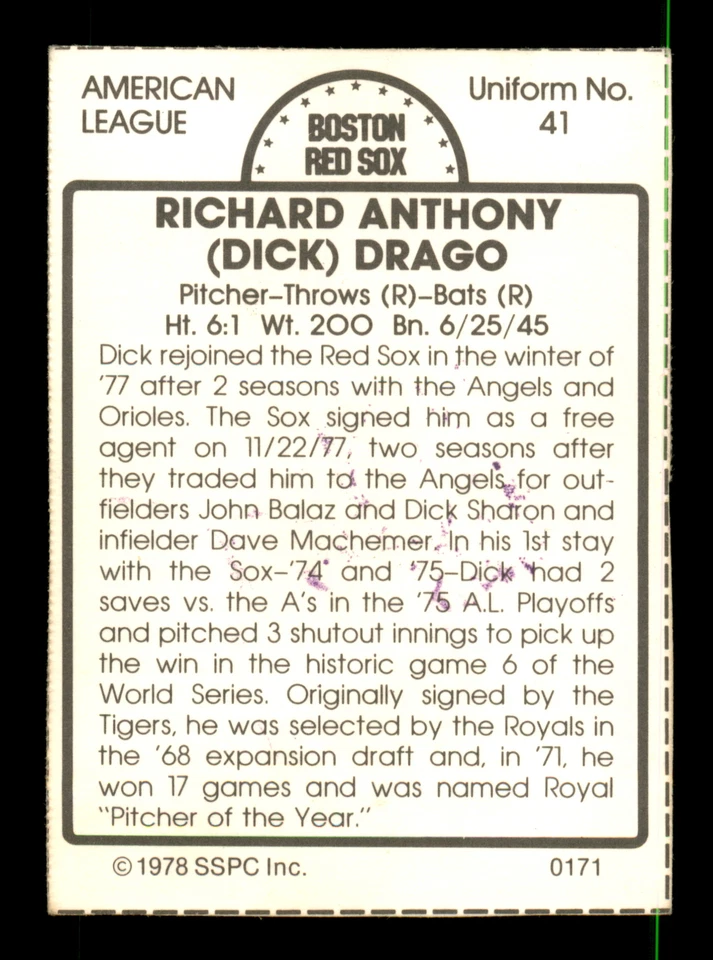 AMERICAN
LEAGUE
BOSTON
RED SOX
Uniform No.
41
RICHARD ANTHONY
(DICK) DRAGO
Pitcher–Throws (R)–Bats (R)
Ht. 6:1 Wt. 200 Bn. 6/25/45
Dick rejoined the Red Sox in the winter of
'77 after 2 seasons with the Angels and
Orioles. The Sox signed him as a free
agent on 11/22/77, two seasons after
they traded him to the Angels for out-
fielders John Balaz and Dick Sharon and
infielder Dave Machemer. In his 1st stay
with the Sox–'74 and '75–Dick had 2
saves vs. the A's in the '75 A.L. Playoffs
and pitched 3 shutout innings to pick up
the win in the historic game 6 of the
World Series. Originally signed by the
Tigers, he was selected by the Royals in
the '68 expansion draft and, in '71, he
won 17 games and was named Royal
"Pitcher of the Year."
© 1978 SSPC Inc.
0171